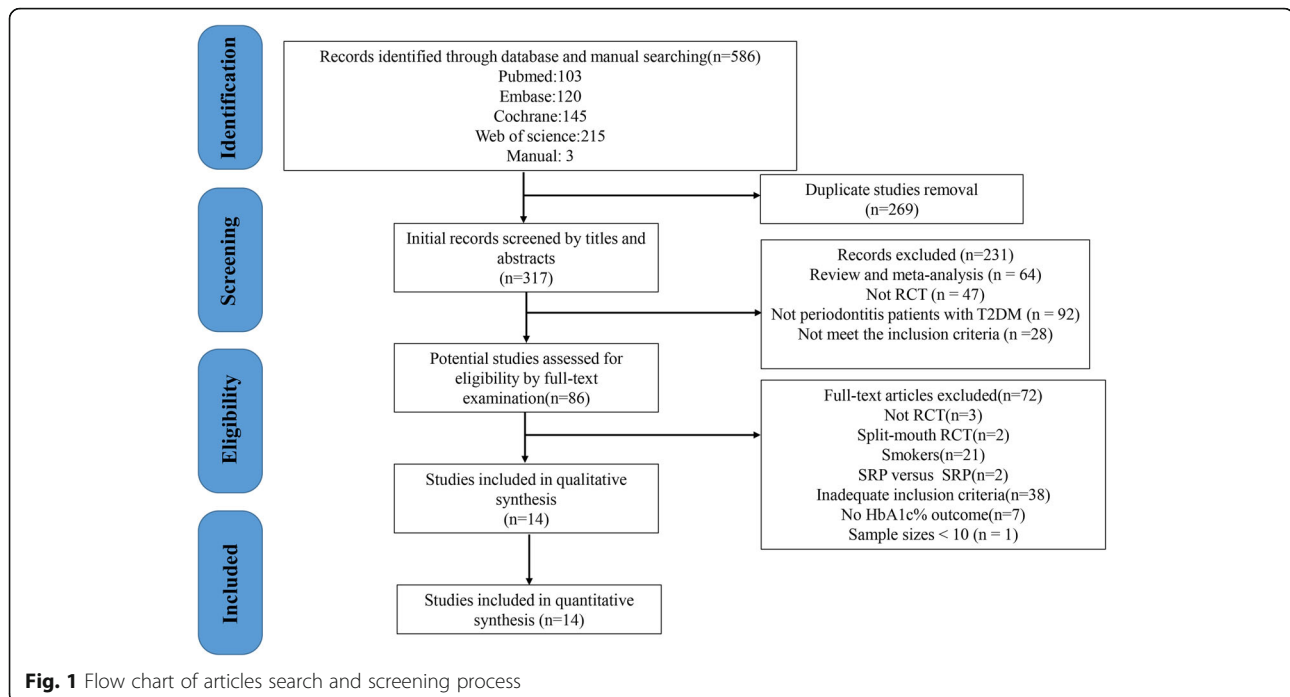 Identification
Records identified through database and manual searching(n=586)
Pubmed:103
Embase:120
Cochrane:145
Web of science:215
Manual: 3
Duplicate studies removal
(n=269)
Screening
Initial records screened by titles and
abstracts
(n=317)
Records excluded (n=231)
Review and meta-analysis (n = 64)
Not RCT (n = 47)
Not periodontitis patients with T2DM (n = 92)
Not meet the inclusion criteria (n =28)
Eligibility
Potential studies assessed for
eligibility by full-text
examination(n=86)
Full-text articles excluded(n=72)
Not RCT(n=3)
Split-mouth RCT(n=2)
Smokers(n=21)
SRP versus SRP(n=2)
Inadequate inclusion criteria(n=38)
No HbA1c% outcome(n=7)
Sample sizes < 10 (n = 1)
Studies included in qualitative
synthesis
(n=14)
Included
Studies included in quantitative
synthesis (n=14)
Fig. 1 Flow chart of articles search and screening process